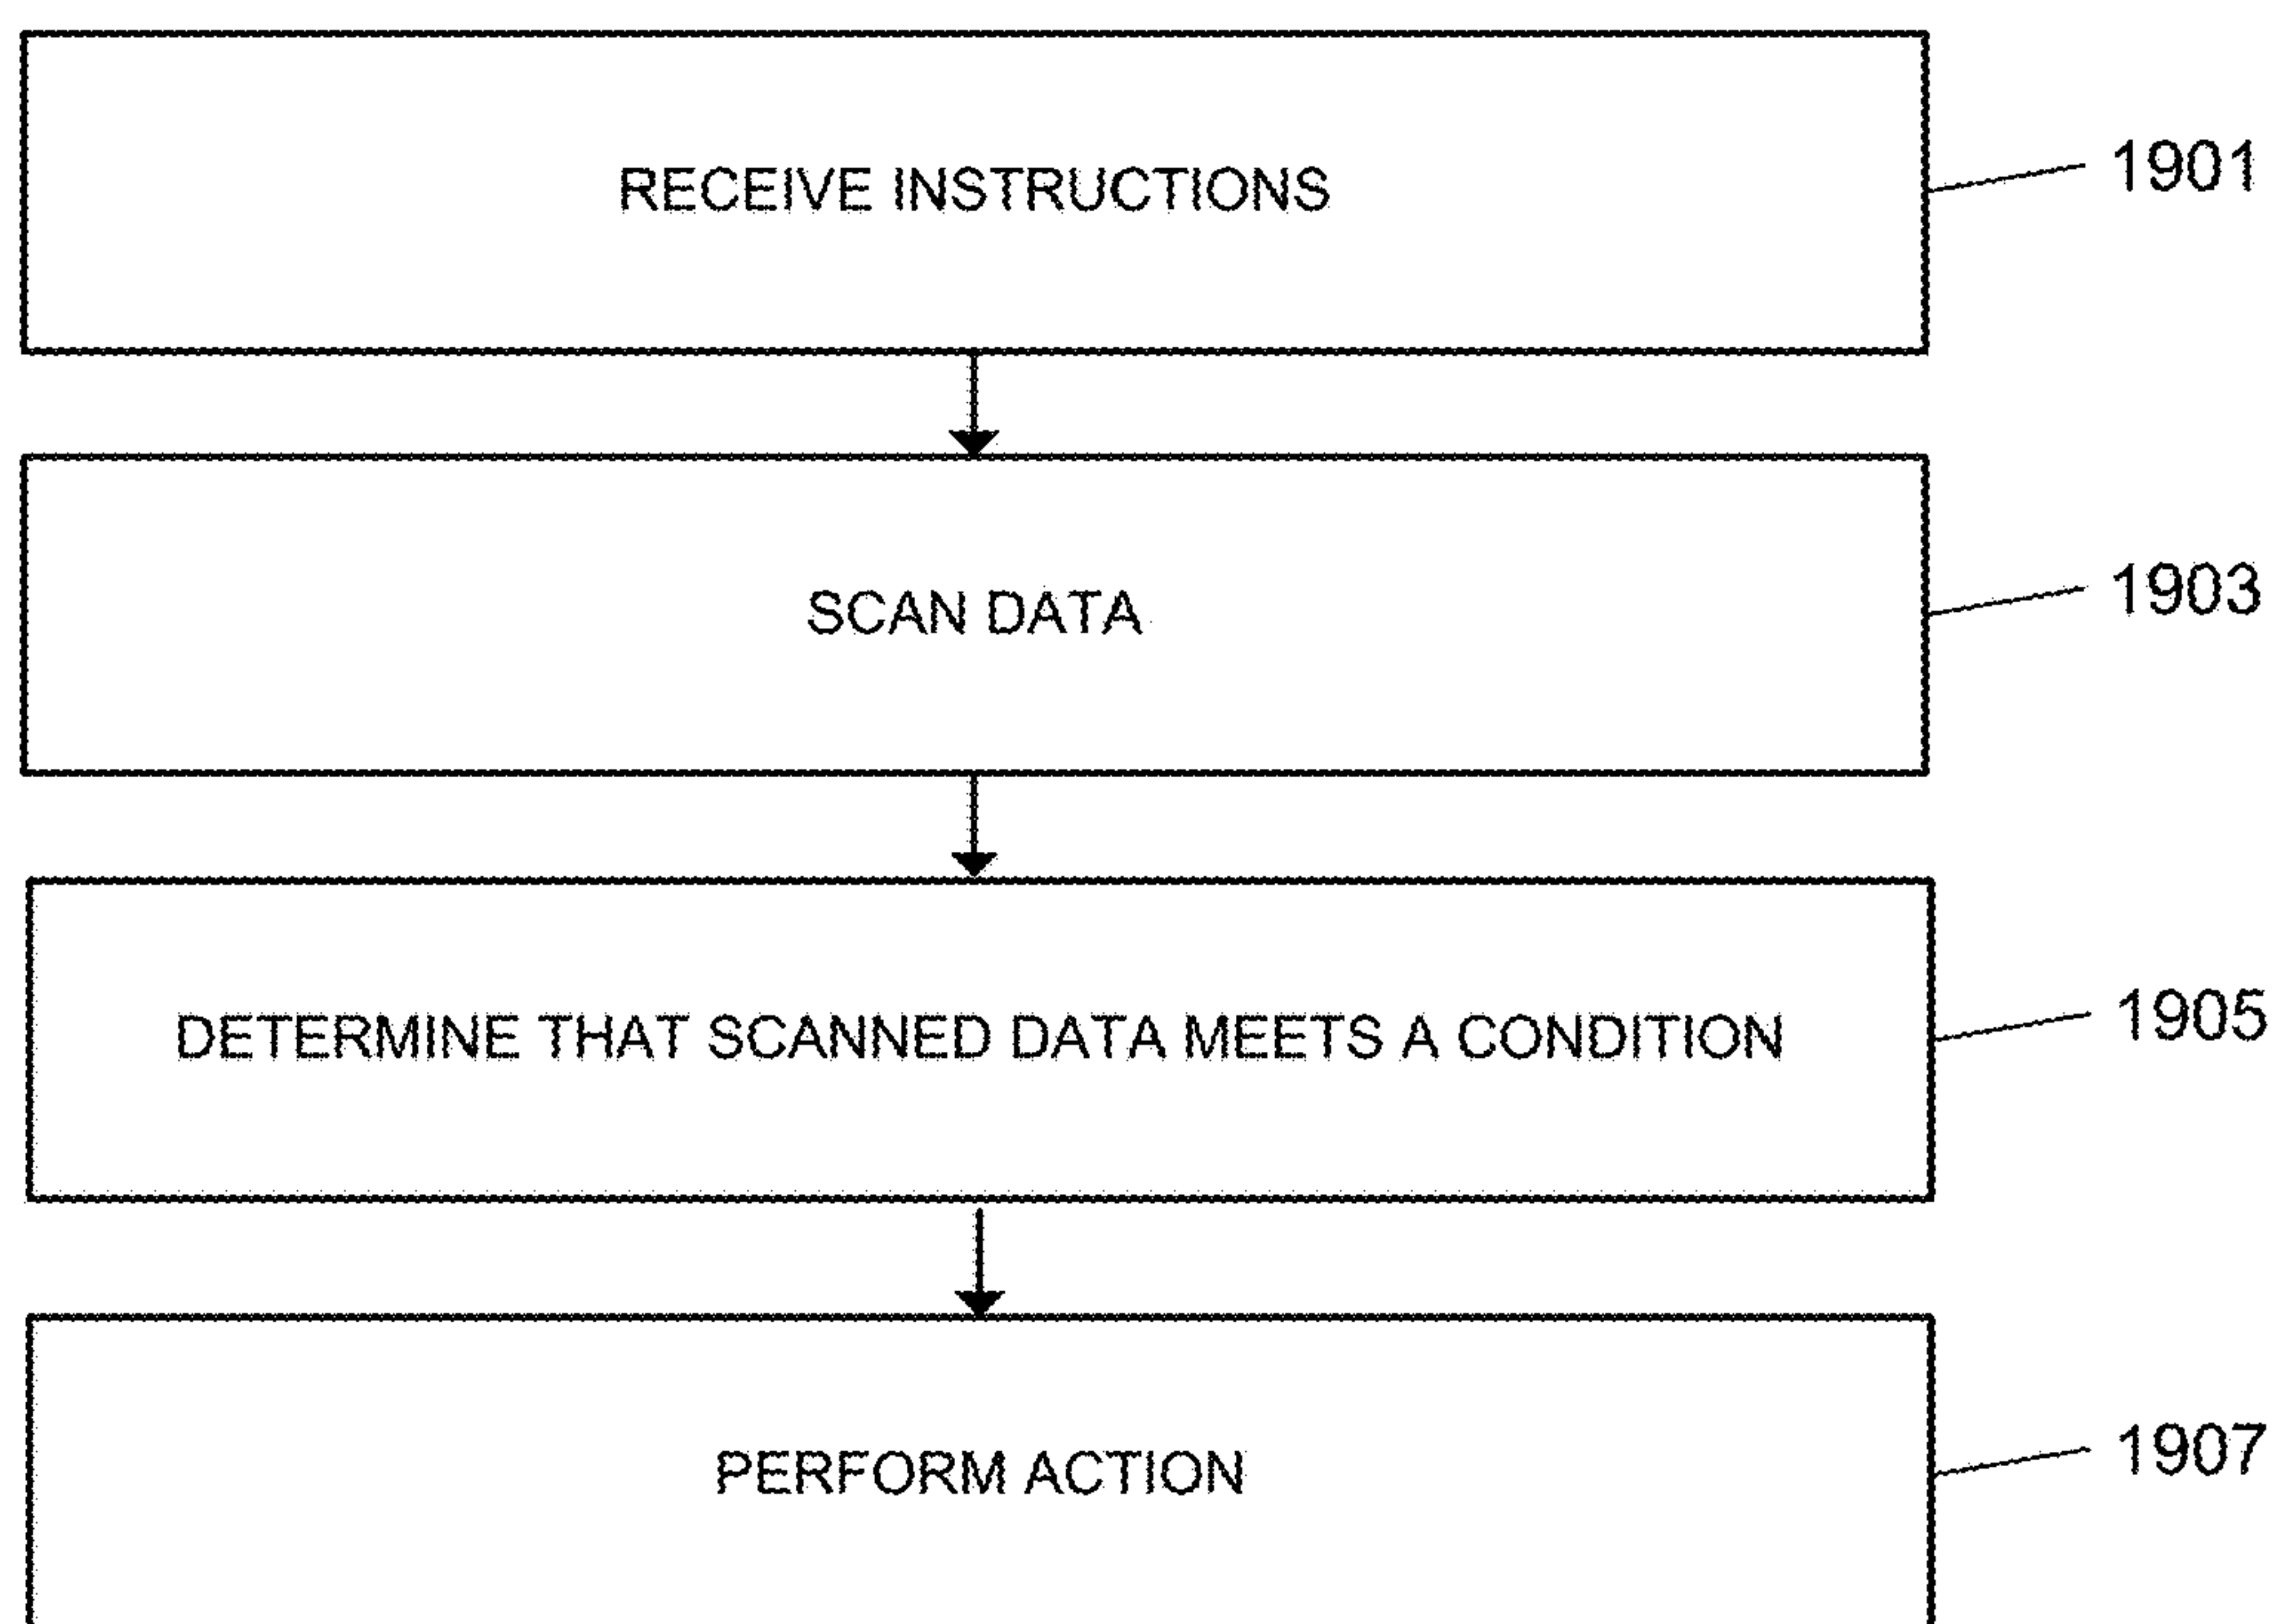 RECEIVE INSTRUCTIONS
1901
SCAN DATA
1903
DETERMINE THAT SCANNED DATA MEETS A CONDITION
1905
PERFORM ACTION
1907